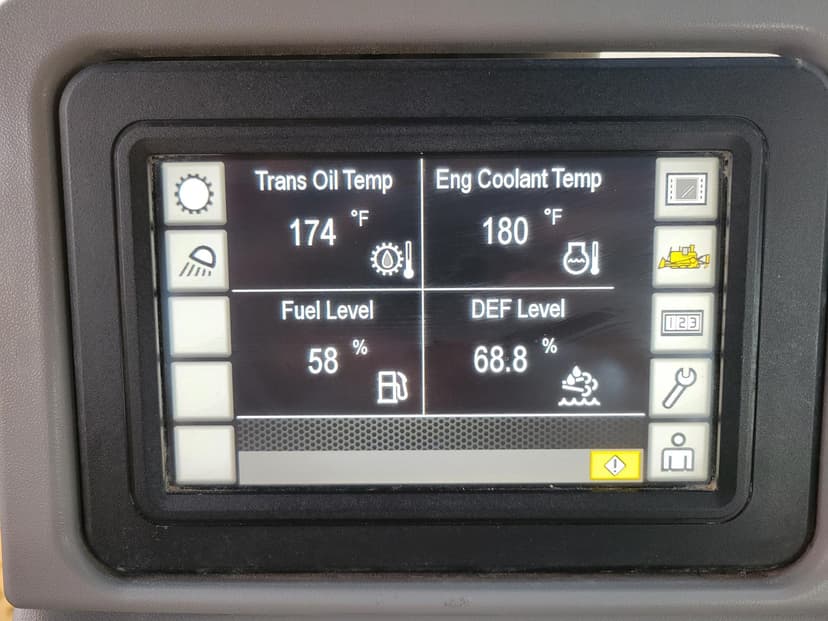 Trans Oil Temp
174 °F
Eng Coolant Temp
180 °F
Fuel Level
58 %
DEF Level
68.8 %
123